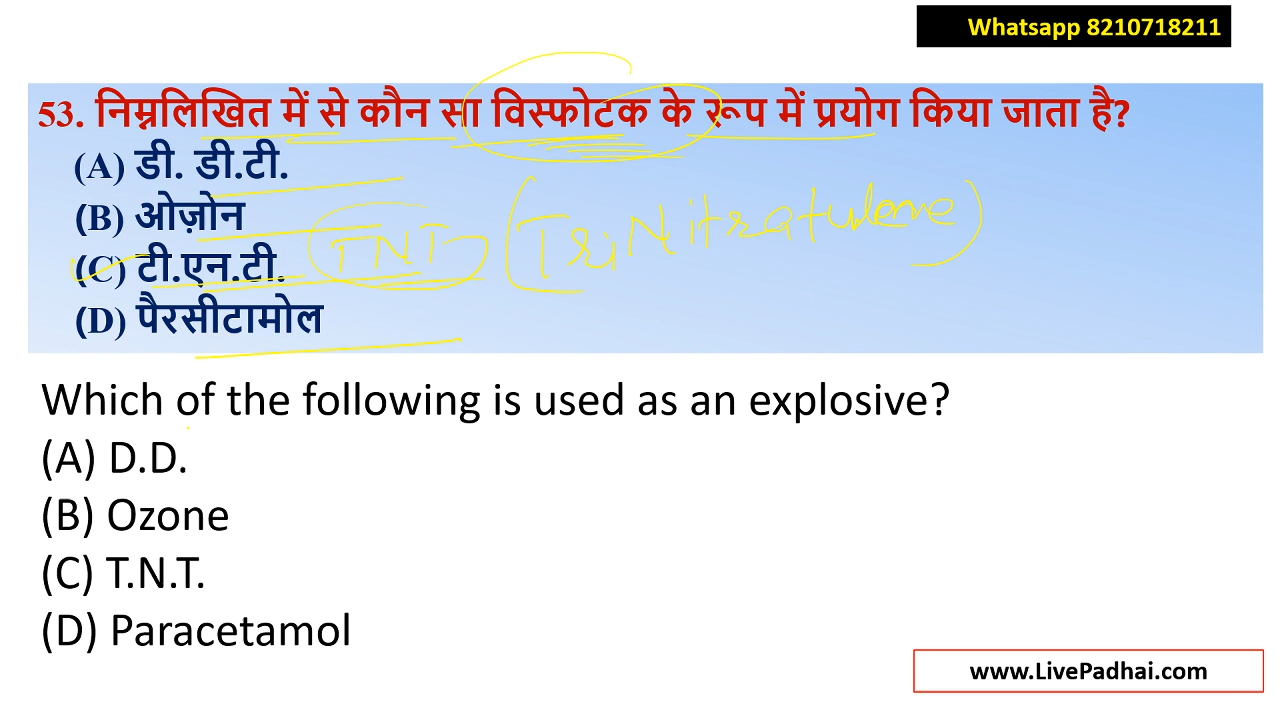 Whatsapp 8210718211
53. निम्नलिखित में से कौन सा विस्फोटक के रूप में प्रयोग किया जाता है?
(A) डी. डी.टी.
(B) ओज़ोन
(C) टी.एन.टी.
TNT (TriNitratulene)
(D) पैरसीटामोल
Which of the following is used as an explosive?
(A) D.D.
(B) Ozone
(C) T.N.T.
(D) Paracetamol
www.LivePadhai.com